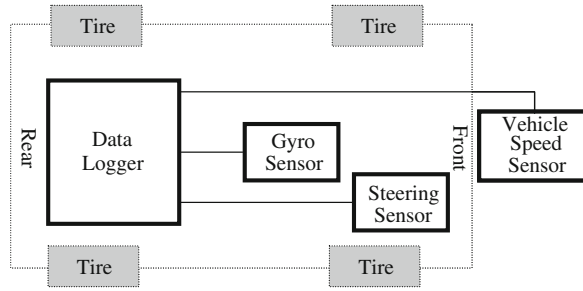 Tire
Tire
Rear
Data
Logger
Gyro
Sensor
Steering
Sensor
Front
Vehicle
Speed
Sensor
Tire
Tire